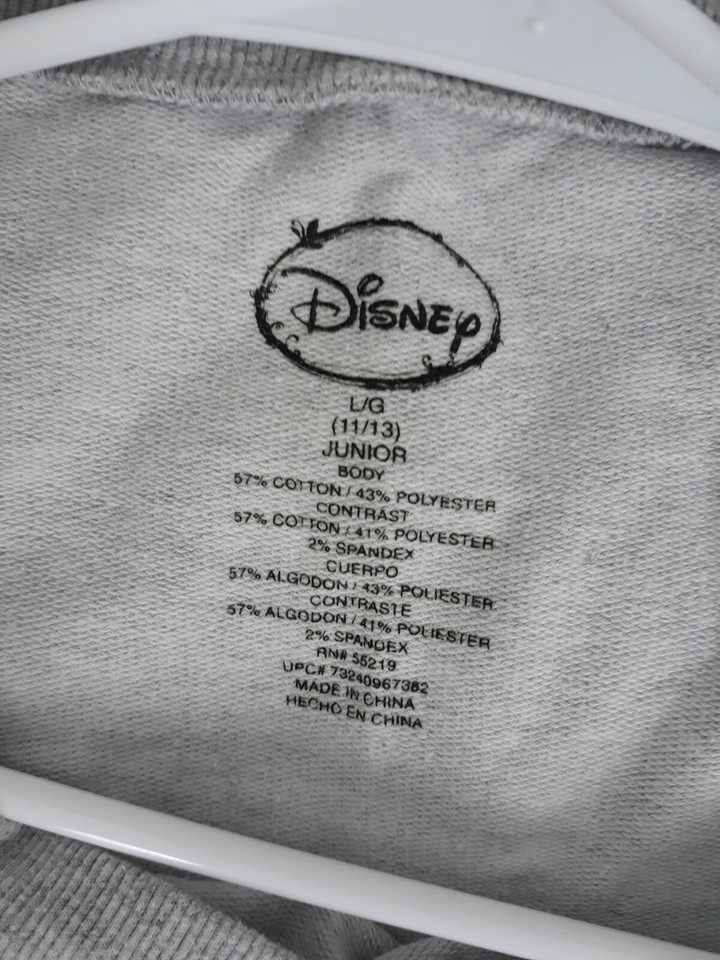 Disney
L/G
(11/13)
JUNIOR
BODY
57% COTTON / 43% POLYESTER
CONTRAST
57% COTTON / 41% POLYESTER
2% SPANDEX
CUERPO
57% ALGODON / 43% POLIESTER
CONTRASTE
57% ALGODON / 41% POLIESTER
2% SPANDEX
RN# 55219
UPC# 73240967382
MADE IN CHINA
HECHO EN CHINA